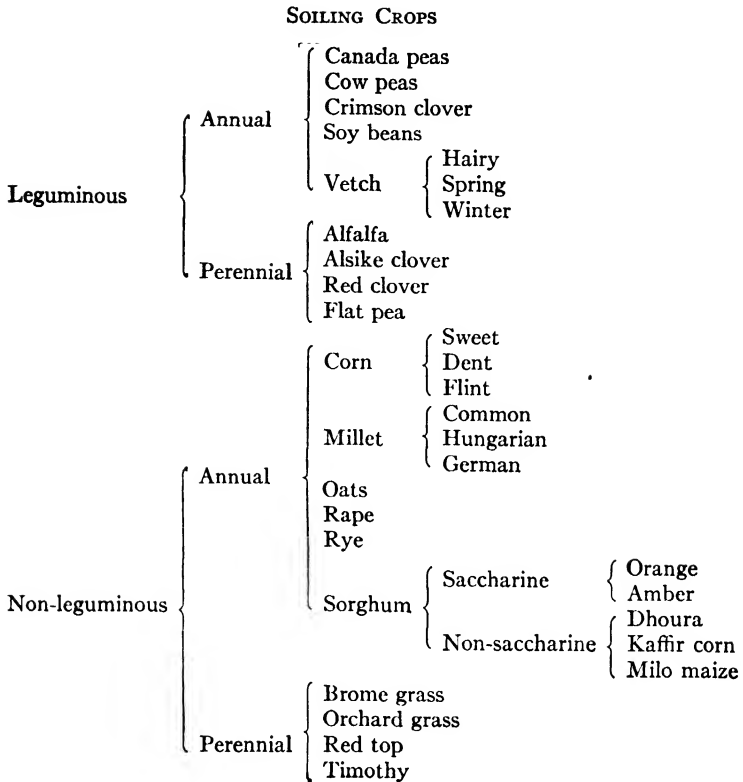 SOILING CROPS
Canada peas
Cow peas
Crimson clover
Annual
Soy beans
Hairy
Vetch
Spring
Leguminous
Winter
Alfalfa
Alsike clover
Perennial
Red clover
Flat pea
Sweet
Corn
Dent
Flint
Common
Millet
Hungarian
German
Annual
Oats
Rape
Rye
Orange
Saccharine
Amber
Non-leguminous
Sorghum
Dhoura
Non-saccharine
Kaffir corn
Milo maize
Brome grass
Orchard grass
Perennial
Red top
Timothy